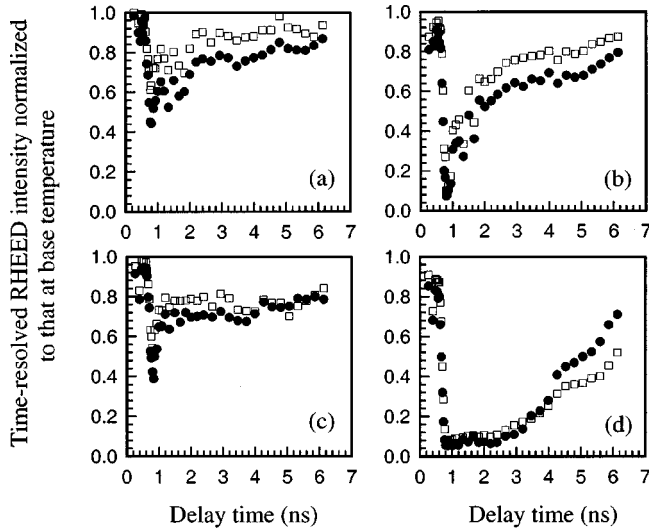 Time-resolved RHEED intensity normalized
to that at base temperature
1.0
0.8
0.6
0.4
0.2
0.0
0 1 2 3 4 5 6 7
(a)
1.0
0.8
0.6
0.4
0.2
0.0
0 1 2 3 4 5 6 7
(b)
1.0
0.8
0.6
0.4
0.2
0.0
0 1 2 3 4 5 6 7
(c)
Delay time (ns)
1.0
0.8
0.6
0.4
0.2
0.0
0 1 2 3 4 5 6 7
(d)
Delay time (ns)